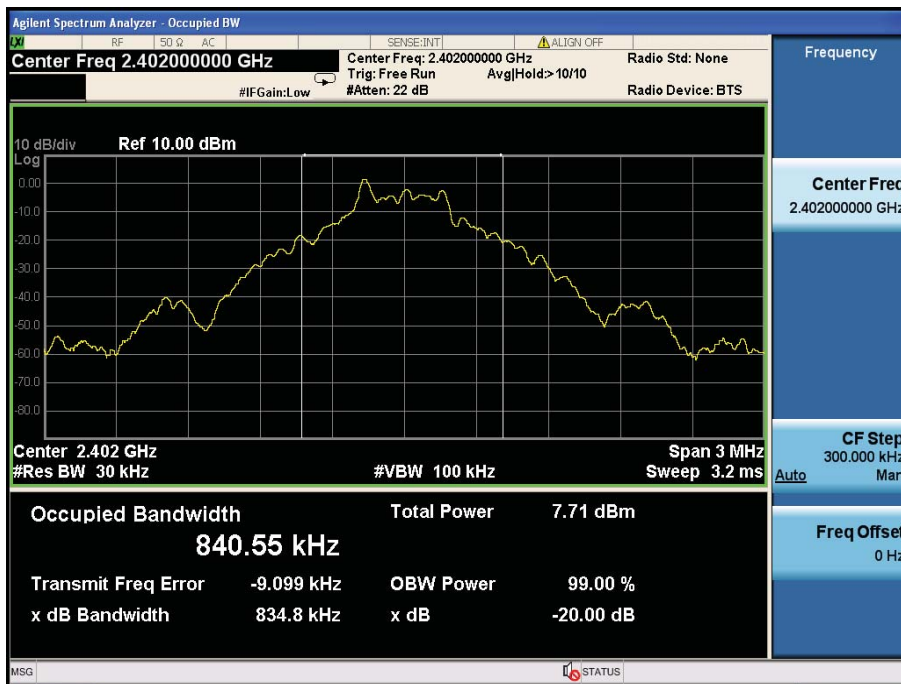 Agilent Spectrum Analyzer - Occupied BW
LXI RF 50 Ω AC SENSE:INT ALIGN OFF
Center Freq 2.402000000 GHz
Center Freq: 2.402000000 GHz
Radio Std: None
Trig: Free Run Avg|Hold:>10/10
#IFGain:Low
#Atten: 22 dB
Radio Device: BTS
10 dB/div Ref 10.00 dBm
Log
0.00
-10.0
-20.0
-30.0
-40.0
-50.0
-60.0
-70.0
-80.0
Center 2.402 GHz Span 3 MHz
#Res BW 30 kHz #VBW 100 kHz Sweep 3.2 ms
Occupied Bandwidth Total Power 7.71 dBm
840.55 kHz
Transmit Freq Error -9.099 kHz OBW Power 99.00 %
x dB Bandwidth 834.8 kHz x dB -20.00 dB
MSG STATUS
Frequency
Center Freq
2.402000000 GHz
CF Step
300.000 kHz
Auto Man
Freq Offset
0 Hz